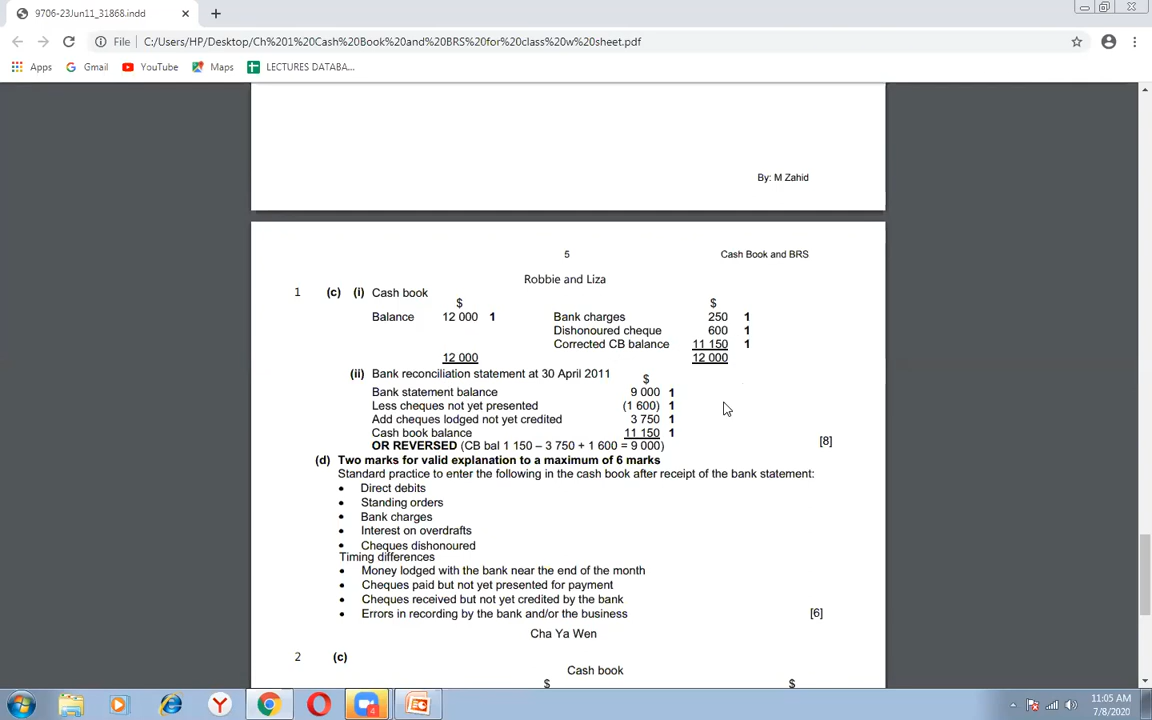 9706-23Jun11_31868.indd
File
C:/Users/HP/Desktop/Ch%201%20Cash%20Book%20and%20BRS%20for%20class%20w%20sheet.pdf
Apps Gmail YouTube Maps LECTURES DATABA...
By: M Zahid
5 Cash Book and BRS
Robbie and Liza
1 (c) (i) Cash book
$ $
Balance 12 000 1 Bank charges 250 1
Dishonoured cheque 600 1
Corrected CB balance 11 150 1
12 000 12 000
(ii) Bank reconciliation statement at 30 April 2011
$
Bank statement balance 9 000 1
Less cheques not yet presented (1 600) 1
Add cheques lodged not yet credited 3 750 1
Cash book balance 11 150 1
OR REVERSED (CB bal 1 150 – 3 750 + 1 600 = 9 000) [8]
(d) Two marks for valid explanation to a maximum of 6 marks
Standard practice to enter the following in the cash book after receipt of the bank statement:
• Direct debits
• Standing orders
• Bank charges
• Interest on overdrafts
• Cheques dishonoured
Timing differences
• Money lodged with the bank near the end of the month
• Cheques paid but not yet presented for payment
• Cheques received but not yet credited by the bank
• Errors in recording by the bank and/or the business [6]
Cha Ya Wen
2 (c)
Cash book
$ $
11:05 AM
7/8/2020